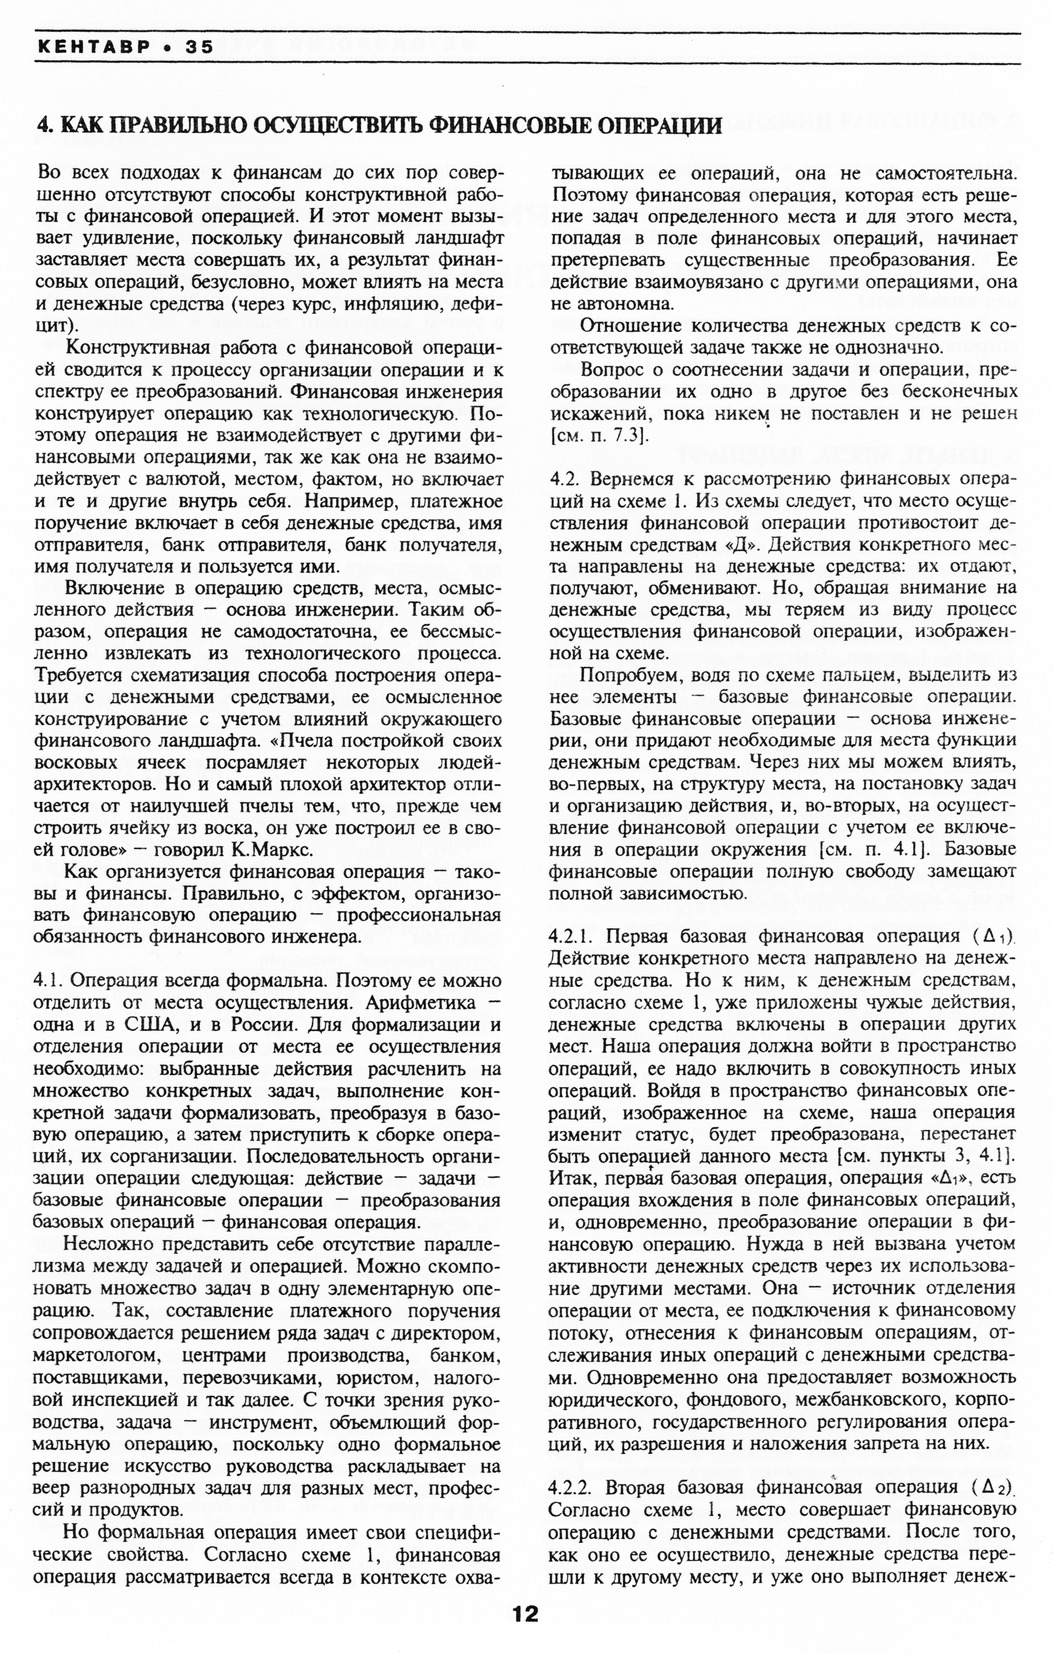 КЕНТАВР • 35
4. КАК ПРАВИЛЬНО ОСУЩЕСТВИТЬ ФИНАНСОВЫЕ ОПЕРАЦИИ
Во всех подходах к финансам до сих пор совер-
шенно отсутствуют способы конструктивной рабо-
ты с финансовой операцией. И этот момент вызы-
вает удивление, поскольку финансовый ландшафт
заставляет места совершать их, а результат финан-
совых операций, безусловно, может влиять на места
и денежные средства (через курс, инфляцию, дефи-
цит).
Конструктивная работа с финансовой операци-
ей сводится к процессу организации операции и к
спектру ее преобразований. Финансовая инженерия
конструирует операцию как технологическую. По-
этому операция не взаимодействует с другими фи-
нансовыми операциями, так же как она не взаимо-
действует с валютой, местом, фактом, но включает
и те и другие внутрь себя. Например, платежное
поручение включает в себя денежные средства, имя
отправителя, банк отправителя, банк получателя,
имя получателя и пользуется ими.
Включение в операцию средств, места, осмыс-
ленного действия — основа инженерии. Таким об-
разом, операция не самодостаточна, ее бессмыс-
ленно извлекать из технологического процесса.
Требуется схематизация способа построения опера-
ции с денежными средствами, ее осмысленное
конструирование с учетом влияний окружающего
финансового ландшафта. «Пчела постройкой своих
восковых ячеек посрамляет некоторых людей-
архитекторов. Но и самый плохой архитектор отли-
чается от наилучшей пчелы тем, что, прежде чем
строить ячейку из воска, он уже построил ее в сво-
ей голове» — говорил К.Маркс.
Как организуется финансовая операция — тако-
вы и финансы. Правильно, с эффектом, организо-
вать финансовую операцию — профессиональная
обязанность финансового инженера.
4.1. Операция всегда формальна. Поэтому ее можно
отделить от места осуществления. Арифметика —
одна и в США, и в России. Для формализации и
отделения операции от места ее осуществления
необходимо: выбранные действия расчленить на
множество конкретных задач, выполнение кон-
кретной задачи формализовать, преобразуя в базо-
вую операцию, а затем приступить к сборке опера-
ций, их сорганизации. Последовательность органи-
зации операции следующая: действие — задачи —
базовые финансовые операции — преобразования
базовых операций — финансовая операция.
Несложно представить себе отсутствие паралле-
лизма между задачей и операцией. Можно скомпо-
новать множество задач в одну элементарную опе-
рацию. Так, составление платежного поручения
сопровождается решением ряда задач с директором,
маркетологом, центрами производства, банком,
поставщиками, перевозчиками, юристом, налого-
вой инспекцией и так далее. С точки зрения руко-
водства, задача — инструмент, объемлющий фор-
мальную операцию, поскольку одно формальное
решение искусство руководства раскладывает на
веер разнородных задач для разных мест, профес-
сий и продуктов.
Но формальная операция имеет свои специфи-
ческие свойства. Согласно схеме 1, финансовая
операция рассматривается всегда в контексте охва-
тывающих ее операций, она не самостоятельна.
Поэтому финансовая операция, которая есть реше-
ние задач определенного места и для этого места,
попадая в поле финансовых операций, начинает
претерпевать существенные преобразования. Ее
действие взаимоувязано с другими операциями, она
не автономна.
Отношение количества денежных средств к со-
ответствующей задаче также не однозначно.
Вопрос о соотнесении задачи и операции, пре-
образовании их одно в другое без бесконечных
искажений, пока никем не поставлен и не решен
[см. п. 7.3].
4.2. Вернемся к рассмотрению финансовых опера-
ций на схеме 1. Из схемы следует, что место осуще-
ствления финансовой операции противостоит де-
нежным средствам «Д». Действия конкретного мес-
та направлены на денежные средства: их отдают,
получают, обменивают. Но, обращая внимание на
денежные средства, мы теряем из виду процесс
осуществления финансовой операции, изображен-
ной на схеме.
Попробуем, водя по схеме пальцем, выделить из
нее элементы — базовые финансовые операции.
Базовые финансовые операции — основа инжене-
рии, они придают необходимые для места функции
денежным средствам. Через них мы можем влиять,
во-первых, на структуру места, на постановку задач
и организацию действия, и, во-вторых, на осущест-
вление финансовой операции с учетом ее включе-
ния в операции окружения [см. п. 4.1]. Базовые
финансовые операции полную свободу замещают
полной зависимостью.
4.2.1. Первая базовая финансовая операция (Δ1).
Действие конкретного места направлено на денеж-
ные средства. Но к ним, к денежным средствам,
согласно схеме 1, уже приложены чужые действия,
денежные средства включены в операции других
мест. Наша операция должна войти в пространство
операций, ее надо включить в совокупность иных
операций. Войдя в пространство финансовых опе-
раций, изображенное на схеме, наша операция
изменит статус, будет преобразована, перестанет
быть операцией данного места [см. пункты 3, 4.1].
Итак, первая базовая операция, операция «Δ1», есть
операция вхождения в поле финансовых операций,
и, одновременно, преобразование операции в фи-
нансовую операцию. Нужда в ней вызвана учетом
активности денежных средств через их использова-
ние другими местами. Она — источник отделения
операции от места, ее подключения к финансовому
потоку, отнесения к финансовым операциям, от-
слеживания иных операций с денежными средства-
ми. Одновременно она предоставляет возможность
юридического, фондового, межбанковского, корпо-
ративного, государственного регулирования опера-
ций, их разрешения и наложения запрета на них.
4.2.2. Вторая базовая финансовая операция (Δ2).
Согласно схеме 1, место совершает финансовую
операцию с денежными средствами. После того,
как оно ее осуществило, денежные средства пере-
шли к другому месту, и уже оно выполняет денеж-
12